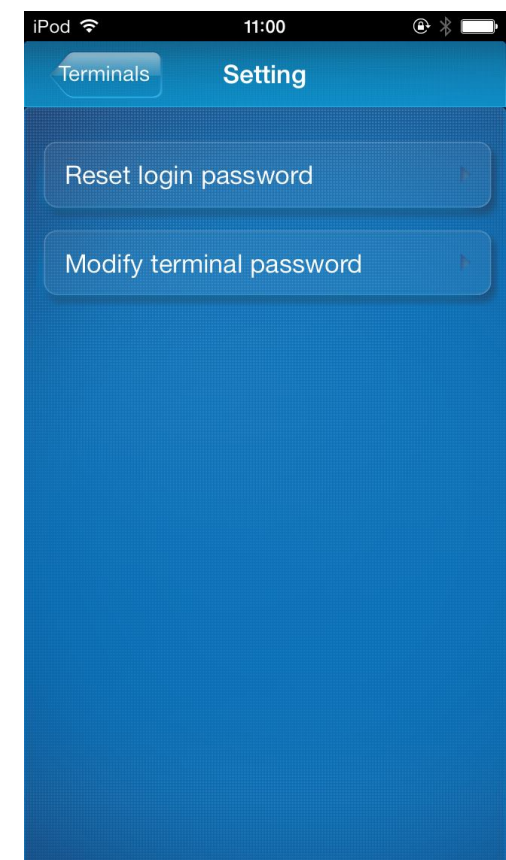 iPod 11:00
Terminals Setting
Reset login password
Modify terminal password